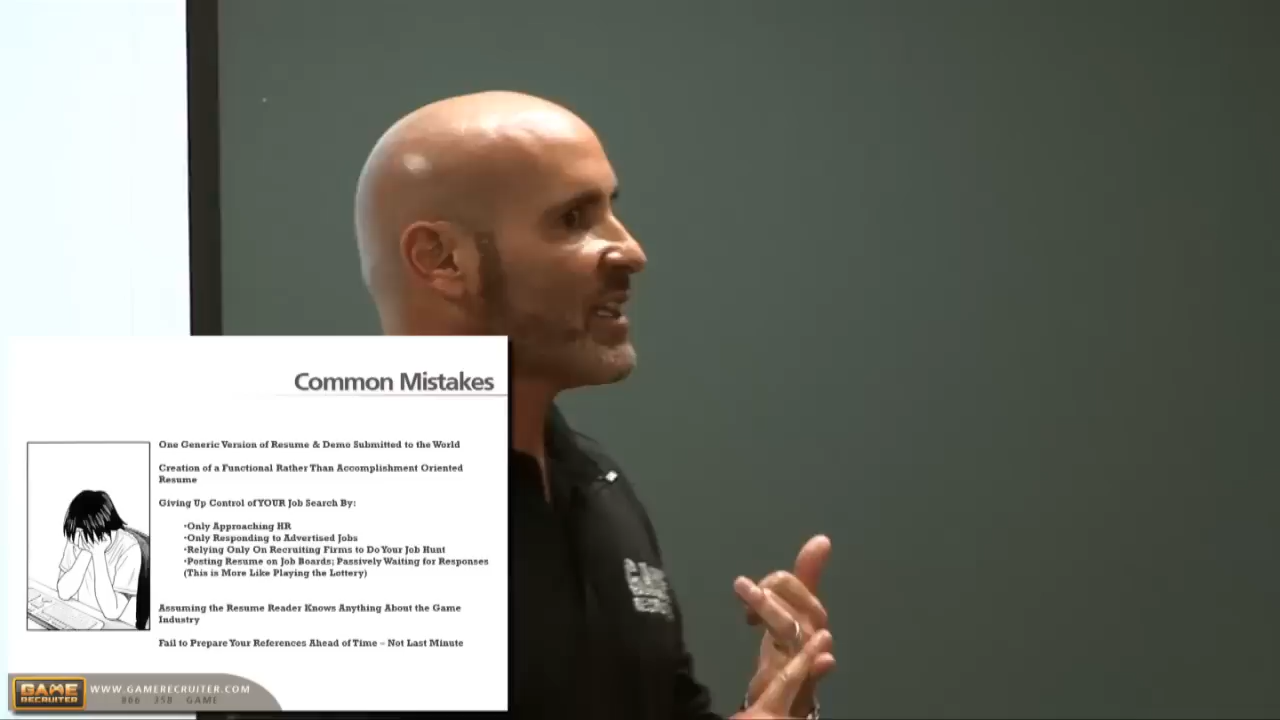 Common Mistakes
One Generic Version of Resume & Demo Submitted to the World
Creation of a Functional Rather Than Accomplishment Oriented
Resume
Giving Up Control of YOUR Job Search By:
•Only Approaching HR
•Only Responding to Advertised Jobs
•Relying Only On Recruiting Firms to Do Your Job Hunt
•Posting Resume on Job Boards; Passively Waiting for Responses
(This is More Like Playing the Lottery)
Assuming the Resume Reader Knows Anything About the Game
Industry
Fail to Prepare Your References Ahead of Time – Not Last Minute
GAME
RECRUITER
WWW.GAMERECRUITER.COM
866 358 GAME
GAME